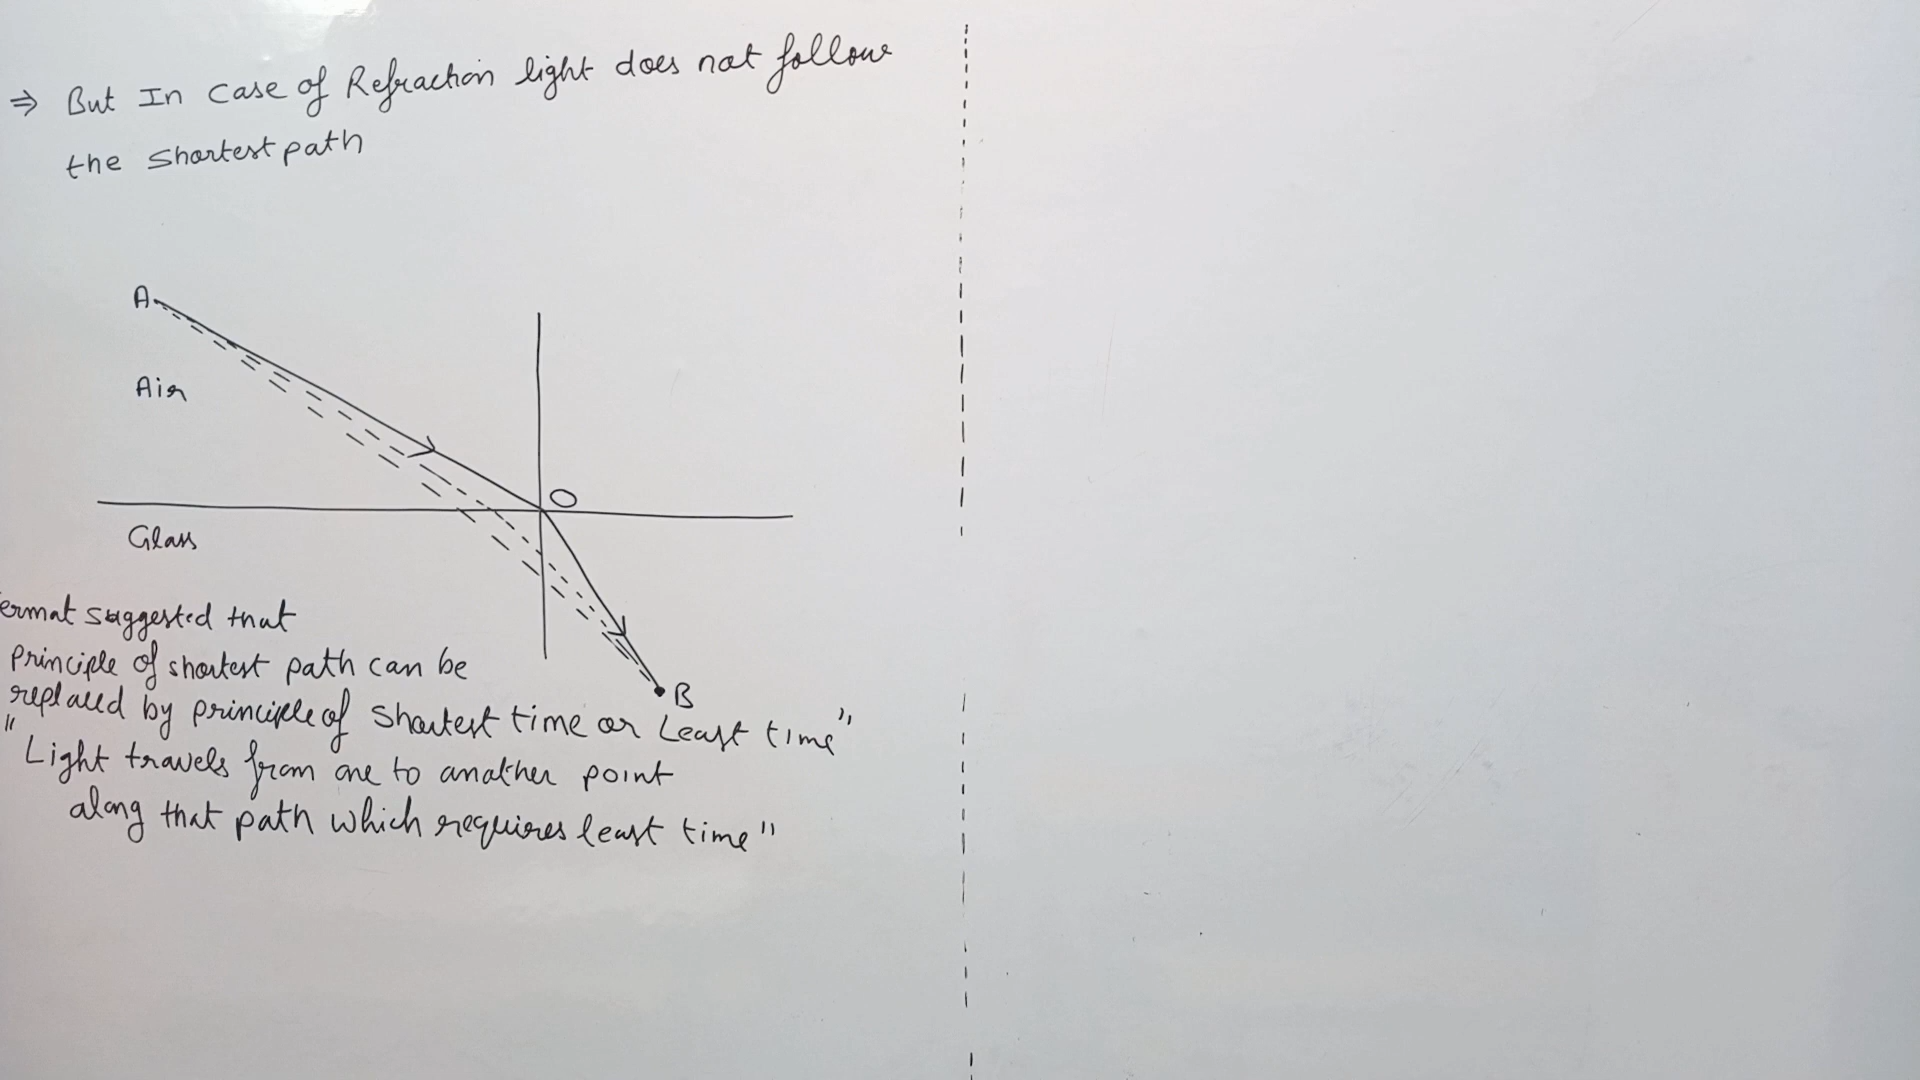 ⇒ But In case of Refraction light does not follow
the shortest path
A
Air
O
Glass
ermat suggested that
principle of shortest path can be
B
replaced by principle of shortest time or Least time"
"Light travels from one to another point
along that path which requires least time"